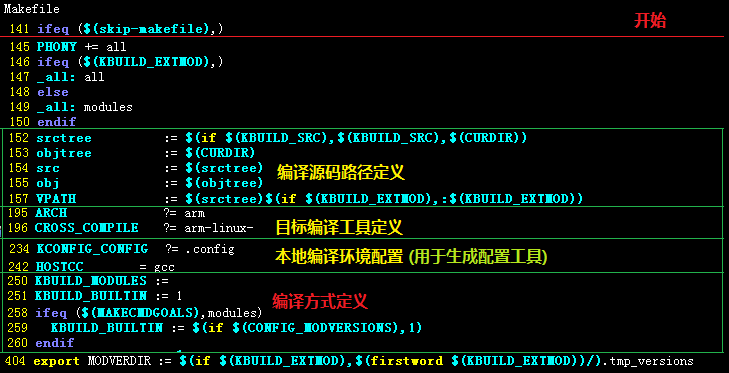 Makefile
141 ifeq ($(skip-makefile),)
开始
145 PHONY += all
146 ifeq ($(KBUILD_EXTMOD),)
147 _all: all
148 else
149 _all: modules
150 endif
152 srctree := $(if $(KBUILD_SRC),$(KBUILD_SRC),$(CURDIR))
153 objtree := $(CURDIR)
154 src := $(srctree)
155 obj := $(objtree)
编译源码路径定义
157 VPATH := $(srctree)$(if $(KBUILD_EXTMOD),:$(KBUILD_EXTMOD))
195 ARCH ?= arm
196 CROSS_COMPILE ?= arm-linux-
目标编译工具定义
234 KCONFIG_CONFIG ?= .config
本地编译环境配置 (用于生成配置工具)
242 HOSTCC = gcc
250 KBUILD_MODULES :=
251 KBUILD_BUILTIN := 1
编译方式定义
258 ifeq ($(MAKECMDGOALS),modules)
259 KBUILD_BUILTIN := $(if $(CONFIG_MODVERSIONS),1)
260 endif
404 export MODVERDIR := $(if $(KBUILD_EXTMOD),$(firstword $(KBUILD_EXTMOD))/).tmp_versions